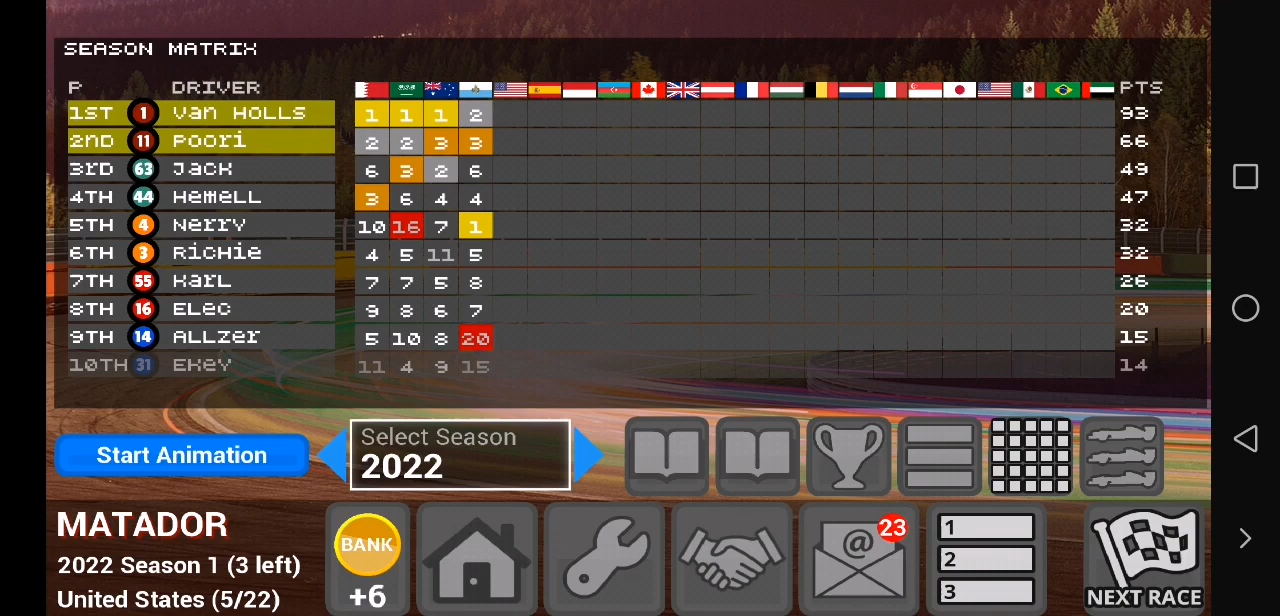 SEASON MATRIX
P DRIVER PTS
1ST 1 Van HOLLS 1 1 1 2 93
2ND 11 POORI 2 2 3 3 66
3RD 63 JACK 6 3 2 6 49
4TH 44 HEMELL 3 6 4 4 47
5TH 4 NERRY 10 16 7 1 32
6TH 3 RICHIE 4 5 11 5 32
7TH 55 KARL 7 7 5 8 26
8TH 16 ELEC 9 8 6 7 20
9TH 14 ALLZER 5 10 8 20 15
10TH 31 EKEY 11 4 9 15 14
Start Animation
Select Season
2022
MATADOR
2022 Season 1 (3 left)
United States (5/22)
BANK
+6
@
23
1
2
3
NEXT RACE